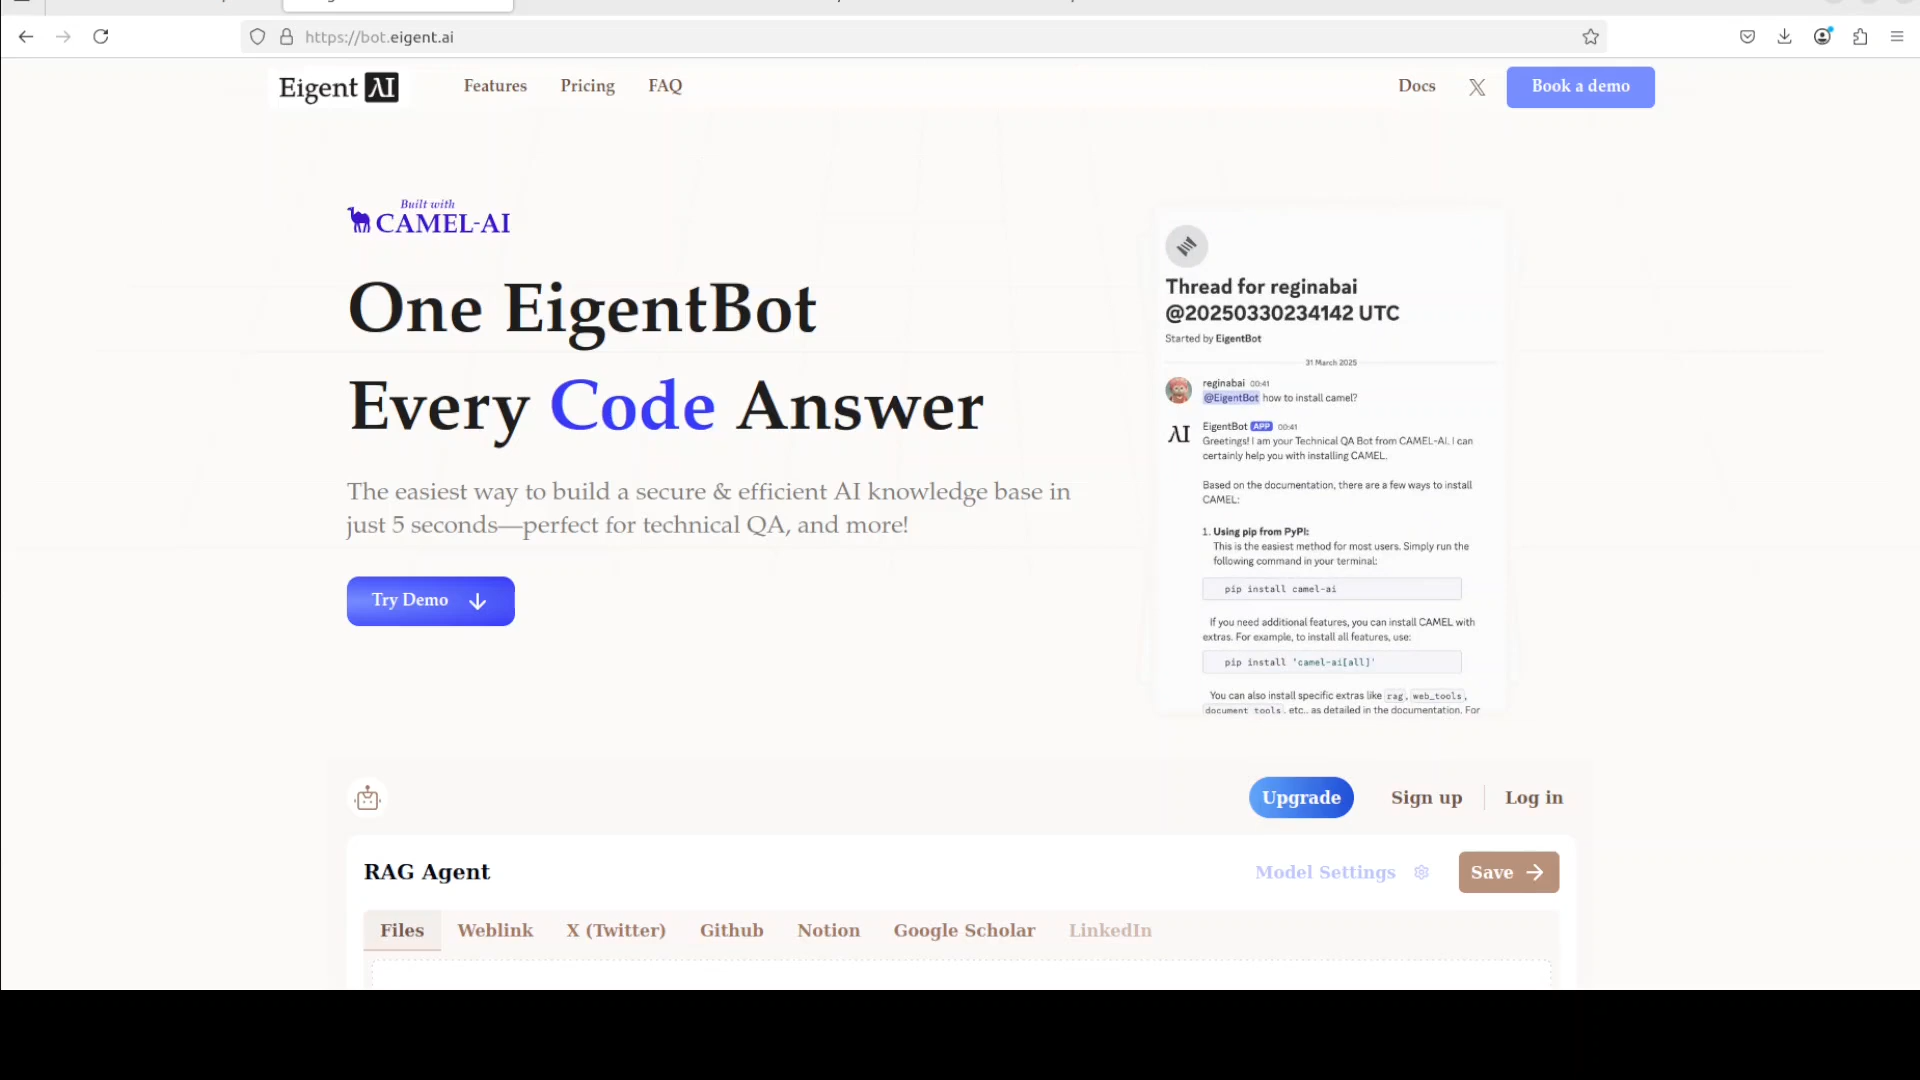 https://bot.eigent.ai
Eigent AI
Features
Pricing
FAQ
Docs
Book a demo
Built with
CAMEL-AI
One EigentBot
Every Code Answer
The easiest way to build a secure & efficient AI knowledge base in
just 5 seconds—perfect for technical QA, and more!
Try Demo
Thread for reginabai
@20250330234142 UTC
Started by EigentBot
31 March 2025
reginabai 00:41
@EigentBot how to install camel?
EigentBot APP 00:41
Greetings! I am your Technical QA Bot from CAMEL-AI. I can
certainly help you with installing CAMEL.
Based on the documentation, there are a few ways to install
CAMEL:
1. Using pip from PyPI:
This is the easiest method for most users. Simply run the
following command in your terminal:
pip install camel-ai
If you need additional features, you can install CAMEL with
extras. For example, to install all features, use:
pip install 'camel-ai[all]'
You can also install specific extras like rag, web_tools,
document_tools, etc., as detailed in the documentation. For
Upgrade
Sign up
Log in
RAG Agent
Model Settings
Save
Files
Weblink
X (Twitter)
Github
Notion
Google Scholar
LinkedIn